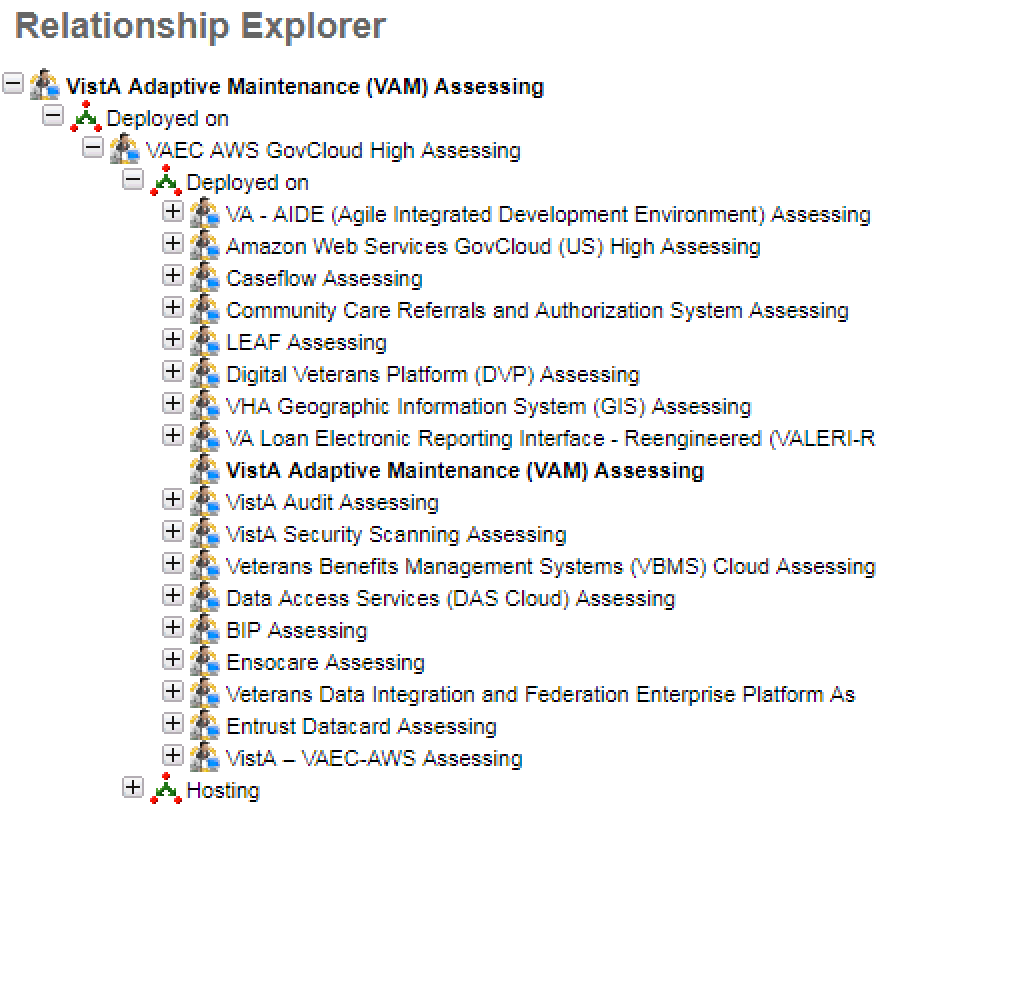 Relationship Explorer
VistA Adaptive Maintenance (VAM) Assessing
Deployed on
VAEC AWS GovCloud High Assessing
Deployed on
VA - AIDE (Agile Integrated Development Environment) Assessing
Amazon Web Services GovCloud (US) High Assessing
Caseflow Assessing
Community Care Referrals and Authorization System Assessing
LEAF Assessing
Digital Veterans Platform (DVP) Assessing
VHA Geographic Information System (GIS) Assessing
VA Loan Electronic Reporting Interface - Reengineered (VALERI-R
VistA Adaptive Maintenance (VAM) Assessing
VistA Audit Assessing
VistA Security Scanning Assessing
Veterans Benefits Management Systems (VBMS) Cloud Assessing
Data Access Services (DAS Cloud) Assessing
BIP Assessing
Ensocare Assessing
Veterans Data Integration and Federation Enterprise Platform As
Entrust Datacard Assessing
VistA – VAEC-AWS Assessing
Hosting